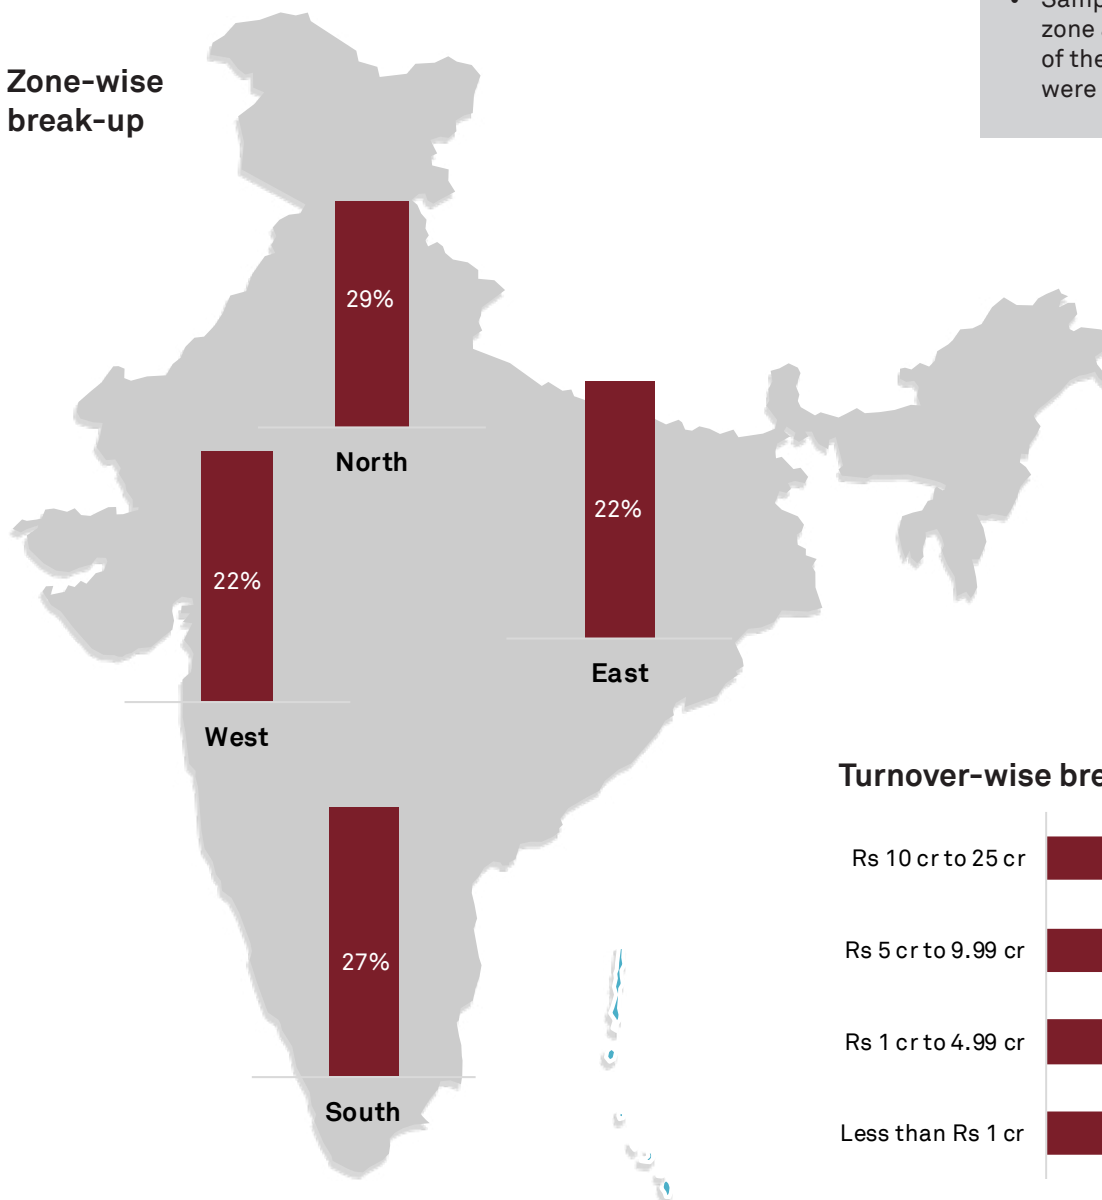 Zone-wise
break-up
zone
of the
were
29%
North
22%
East
22%
West
27%
South
Turnover-wise
Rs 10 cr to 25 cr
Rs 5 cr to 9.99 cr
Rs 1 cr to 4.99 cr
Less than Rs 1 cr